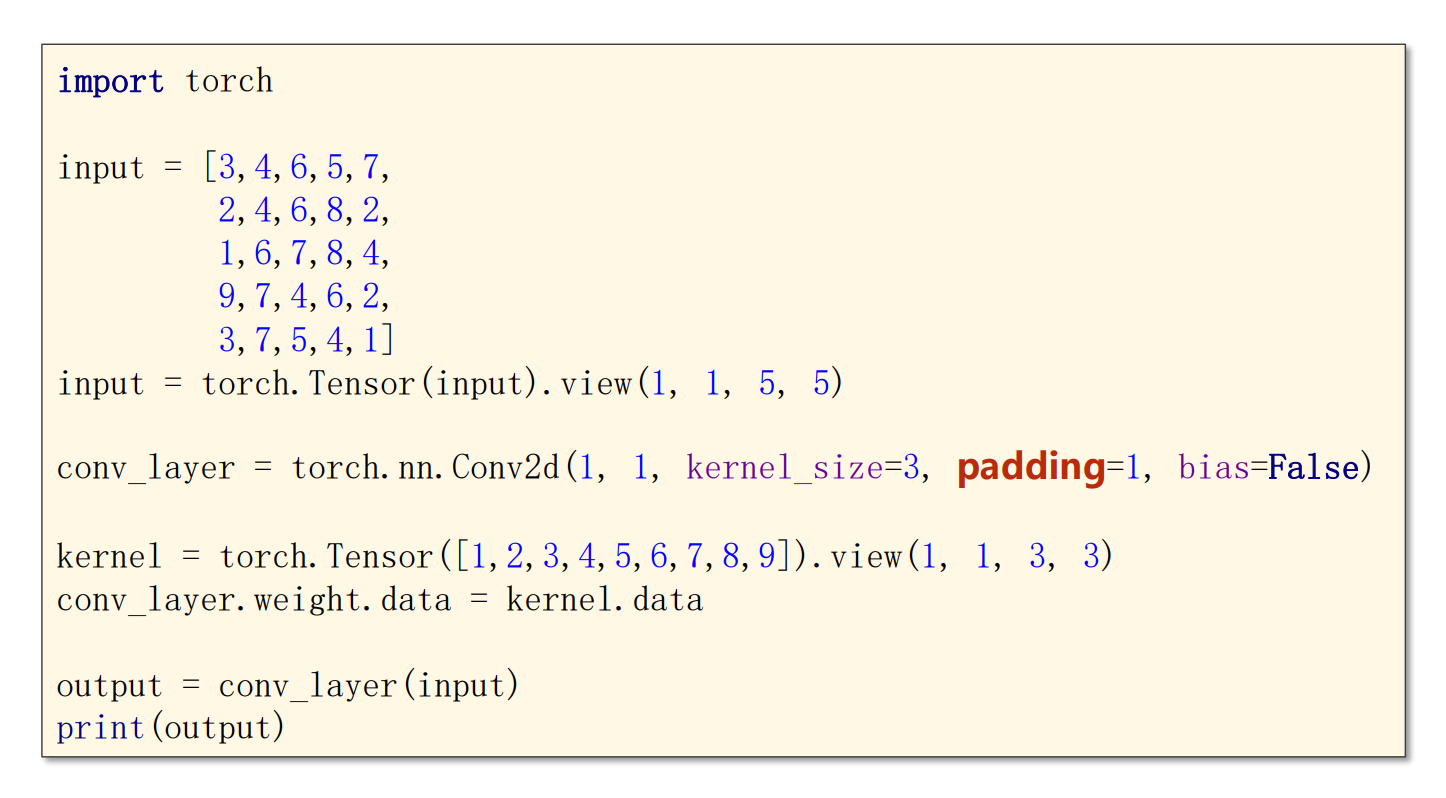 import torch
input = [3,4,6,5,7,
2,4,6,8,2,
1,6,7,8,4,
9,7,4,6,2,
3,7,5,4,1]
input = torch.Tensor(input).view(1, 1, 5, 5)
conv_layer = torch.nn.Conv2d(1, 1, kernel_size=3, padding=1, bias=False)
kernel = torch.Tensor([1,2,3,4,5,6,7,8,9]).view(1, 1, 3, 3)
conv_layer.weight.data = kernel.data
output = conv_layer(input)
print(output)